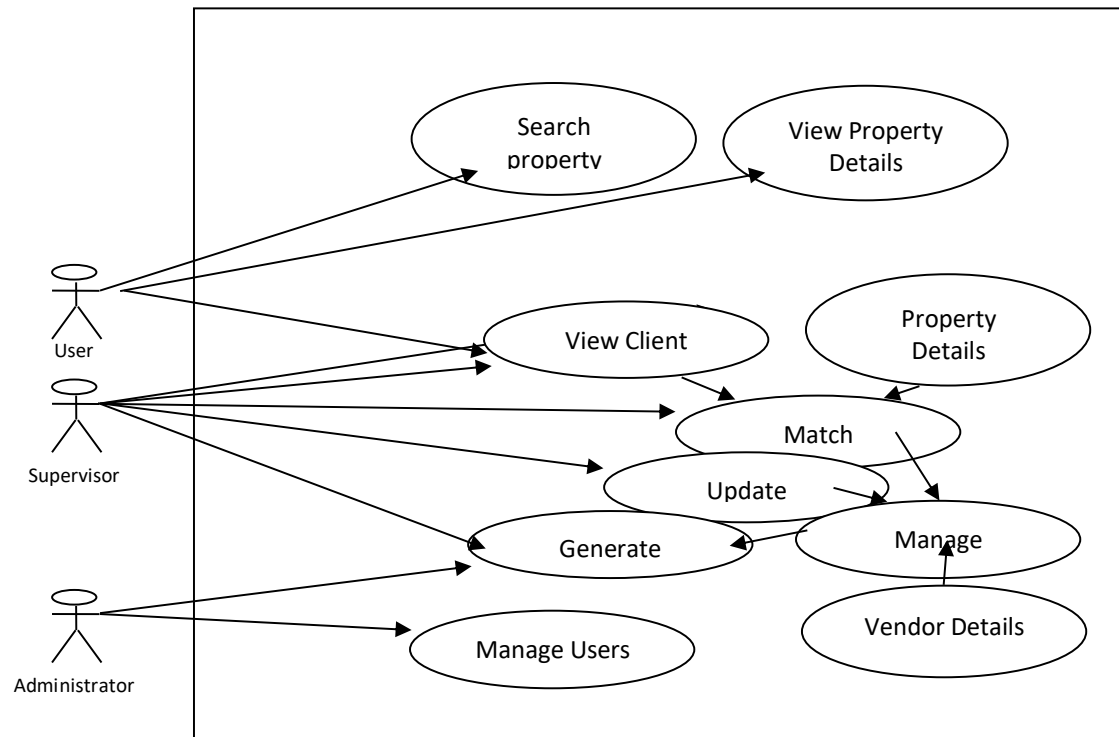 Search
property
View Property
Details
User
View Client
Property
Details
Supervisor
Match
Update
Generate
Manage
Administrator
Manage Users
Vendor Details